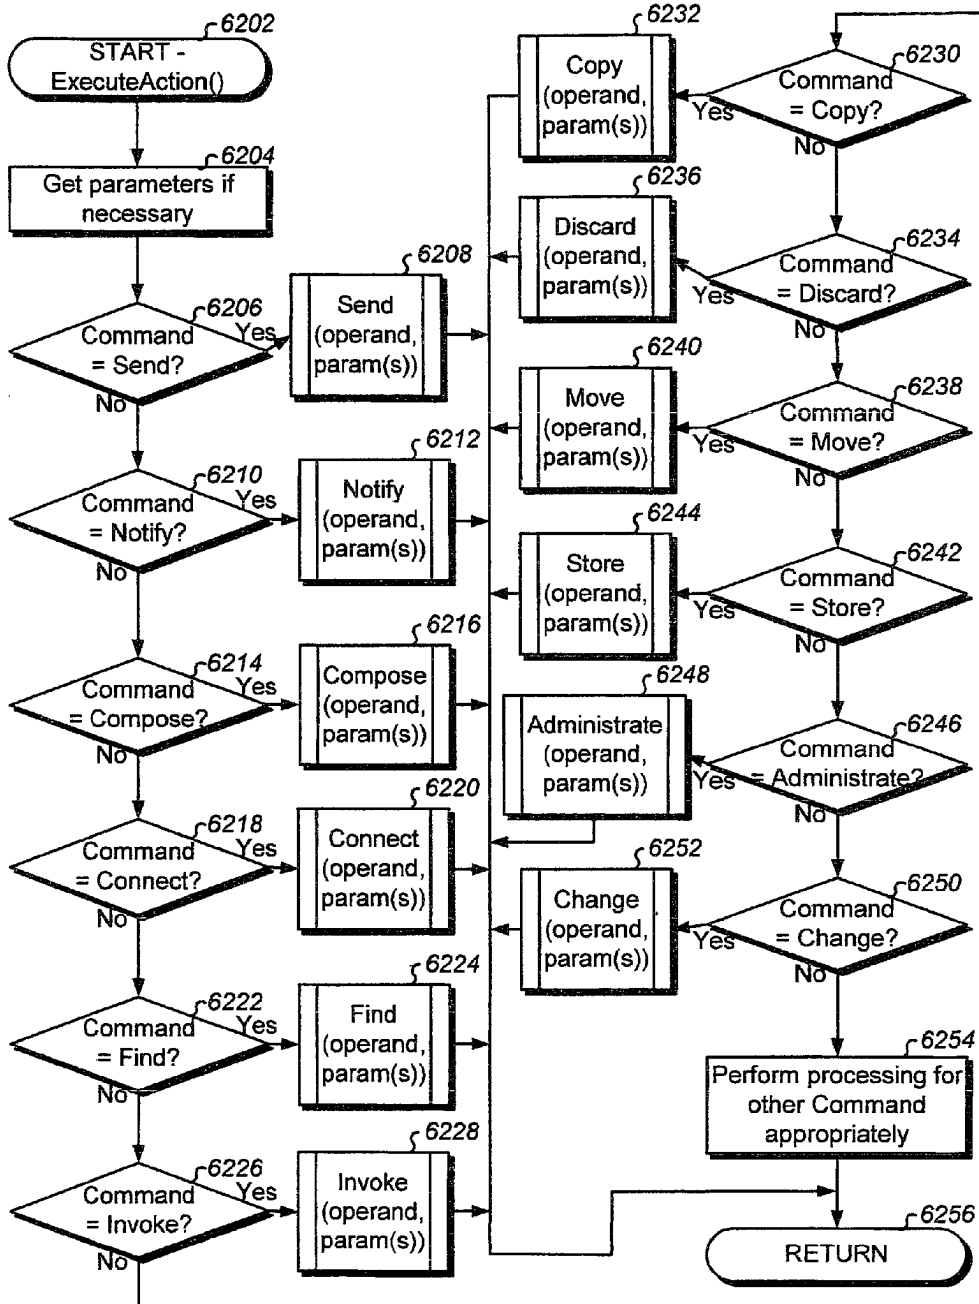 6202
START -
ExecuteAction()
6204
Get parameters if
necessary
6206
Command
= Send?
Yes
No
6208
Send
(operand,
param(s))
6210
Command
= Notify?
Yes
No
6212
Notify
(operand,
param(s))
6214
Command
= Compose?
Yes
No
6216
Compose
(operand,
param(s))
6218
Command
= Connect?
Yes
No
6220
Connect
(operand,
param(s))
6222
Command
= Find?
Yes
No
6224
Find
(operand,
param(s))
6226
Command
= Invoke?
Yes
No
6228
Invoke
(operand,
param(s))
6230
Command
= Copy?
Yes
No
6232
Copy
(operand,
param(s))
6234
Command
= Discard?
Yes
No
6236
Discard
(operand,
param(s))
6238
Command
= Move?
Yes
No
6240
Move
(operand,
param(s))
6242
Command
= Store?
Yes
No
6244
Store
(operand,
param(s))
6246
Command
= Administrate?
Yes
No
6248
Administrate
(operand,
param(s))
6250
Command
= Change?
Yes
No
6252
Change
(operand,
param(s))
6254
Perform processing for
other Command
appropriately
6256
RETURN